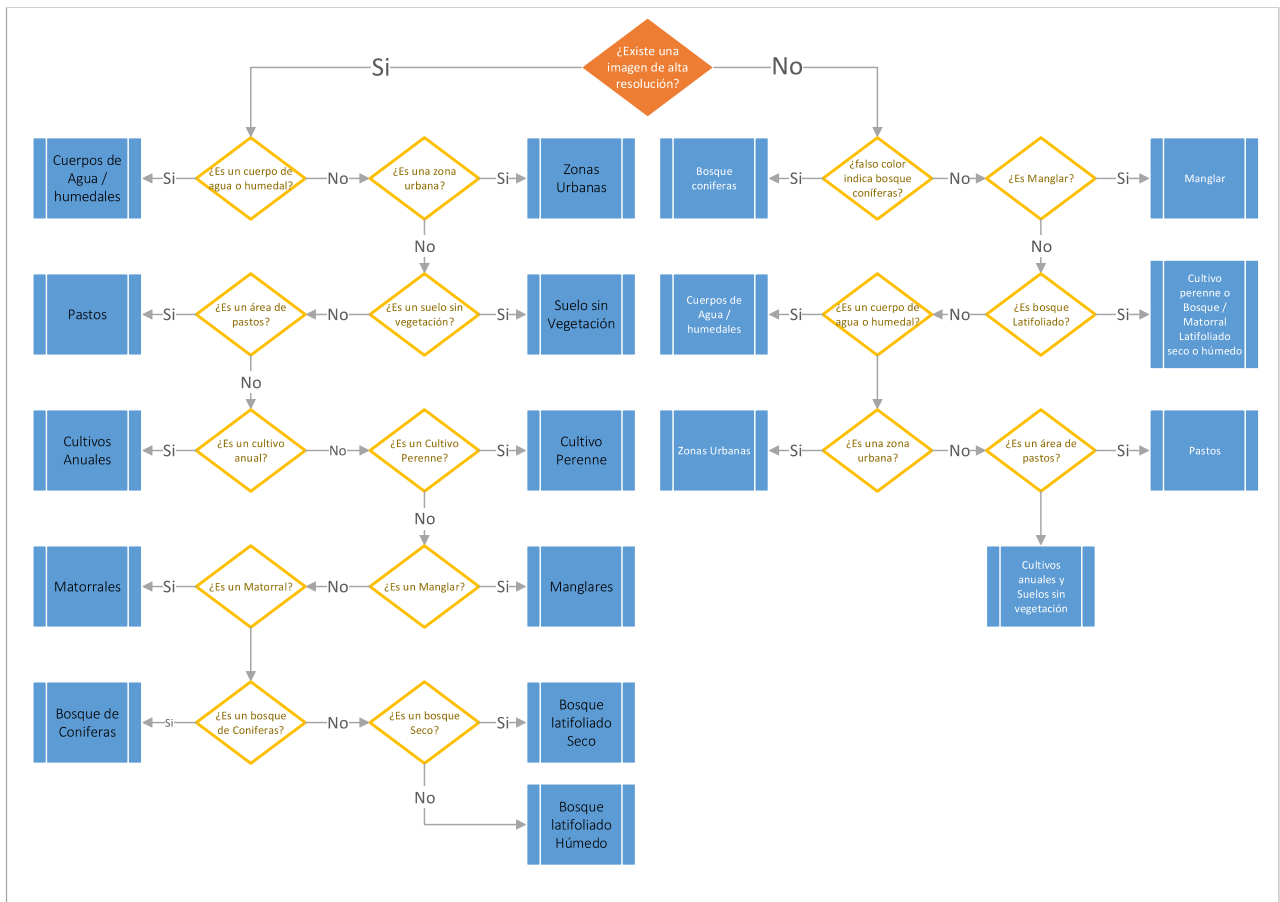 ¿Existe una
imagen de alta
resolución?
Si
No
Cuerpos de
Agua /
humedales
Si
¿Es un cuerpo de
agua o humedal?
No
¿Es una zona
urbana?
Si
Zonas
Urbanas
No
Pastos
Si
¿Es un área de
pastos?
No
¿Es un suelo sin
vegetación?
Si
Suelo sin
Vegetación
No
Cultivos
Anuales
Si
¿Es un cultivo
anual?
No
¿Es un Cultivo
Perenne?
Si
Cultivo
Perenne
No
Matorrales
Si
¿Es un Matorral?
No
¿Es un Manglar?
Si
Manglares
Bosque de
Coniferas
Si
¿Es un bosque
de Coniferas?
No
¿Es un bosque
Seco?
Si
Bosque
latifoliado
Seco
No
Bosque
latifoliado
Húmedo
Bosque
coniferas
Si
¿falso color
indica bosque
coníferas?
No
¿Es Manglar?
Si
Manglar
No
Cuerpos de
Agua /
humedales
Si
¿Es un cuerpo de
agua o humedal?
No
¿Es bosque
Latifoliado?
Si
Cultivo
perenne o
Bosque /
Matorral
Latifoliado
seco o húmedo
Zonas Urbanas
Si
¿Es una zona
urbana?
No
¿Es un área de
pastos?
Si
Pastos
Cultivos
anuales y
Suelos sin
vegetación